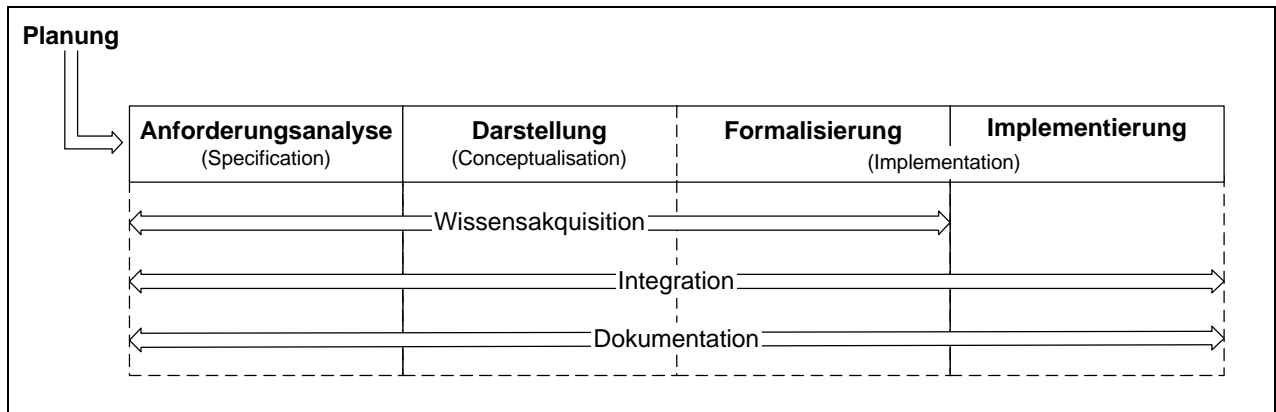 Planung
Anforderungsanalyse
(Specification)
Darstellung
(Conceptualisation)
Formalisierung
Implementierung
(Implementation)
Wissensakquisition
Integration
Dokumentation